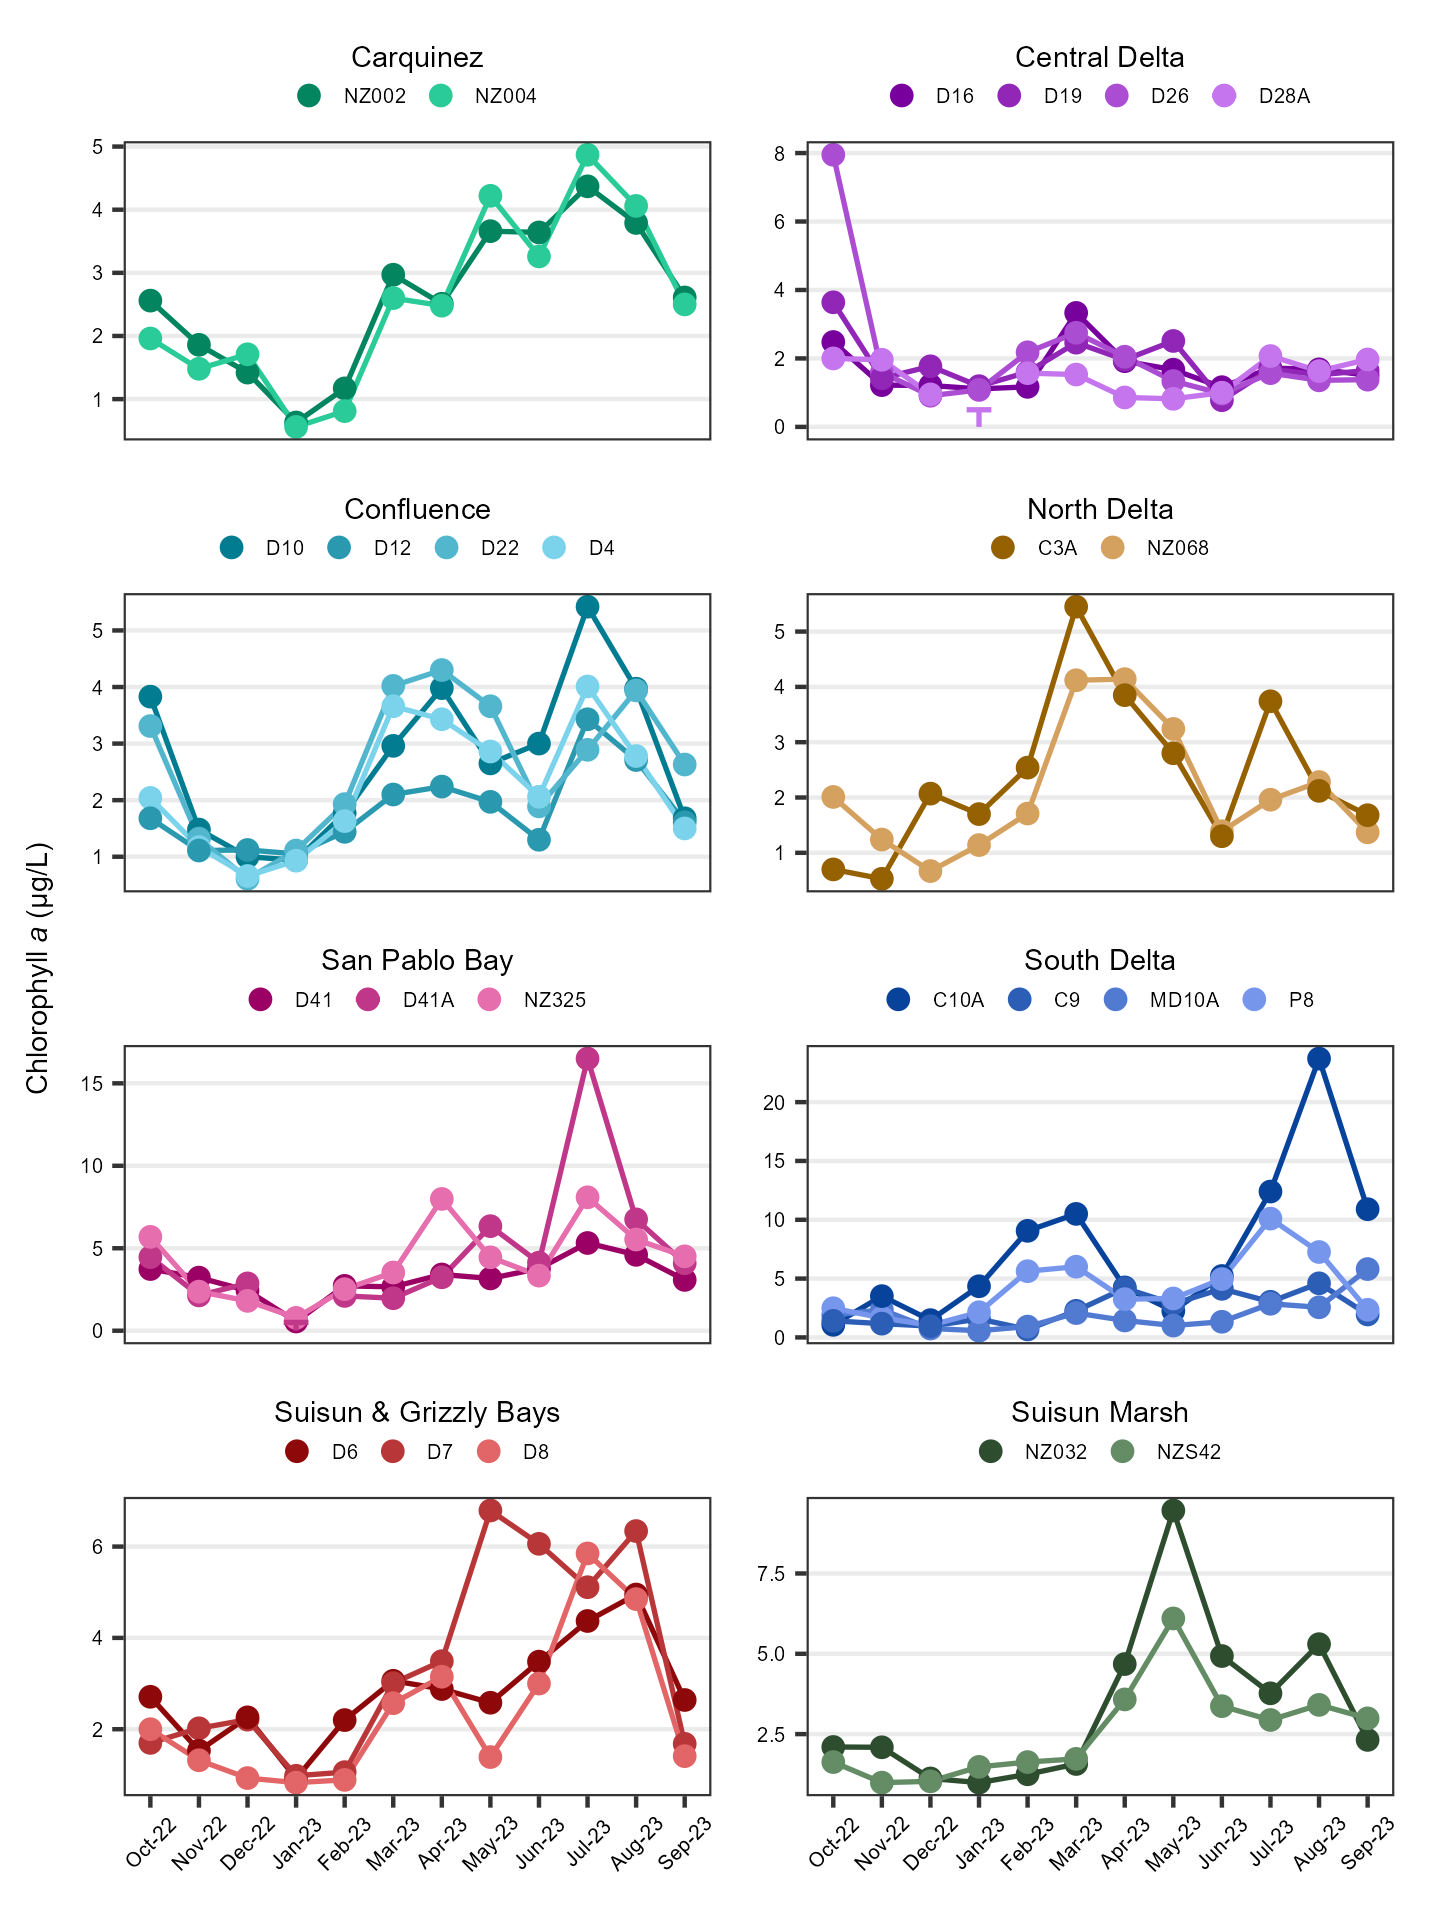 Carquinez
NZ002 NZ004
5
4
3
2
1
Central Delta
D16 D19 D26 D28A
8
6
4
2
0
Confluence
D10 D12 D22 D4
5
4
3
2
1
North Delta
C3A NZ068
5
4
3
2
1
Chlorophyll a (µg/L)
San Pablo Bay
D41 D41A NZ325
15
10
5
0
South Delta
C10A C9 MD10A P8
20
15
10
5
0
Suisun & Grizzly Bays
D6 D7 D8
6
4
2
Oct-22 Nov-22 Dec-22 Jan-23 Feb-23 Mar-23 Apr-23 May-23 Jun-23 Jul-23 Aug-23 Sep-23
Suisun Marsh
NZ032 NZS42
7.5
5.0
2.5
Oct-22 Nov-22 Dec-22 Jan-23 Feb-23 Mar-23 Apr-23 May-23 Jun-23 Jul-23 Aug-23 Sep-23